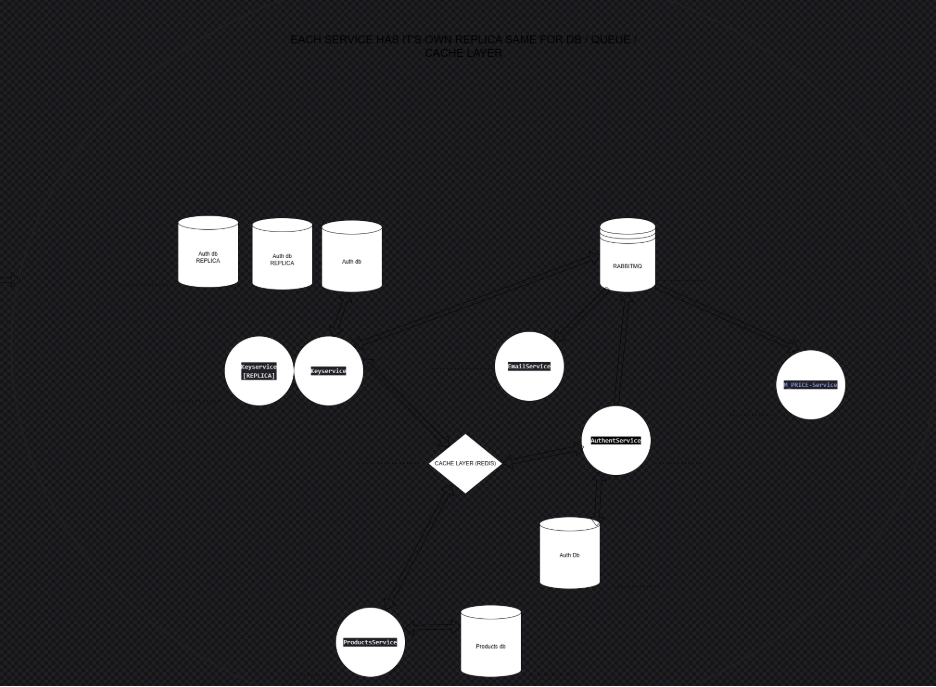 EACH SERVICE HAS IT'S OWN REPLICA SAME FOR DB / QUEUE /
CACHE LAYER
Auth db
REPLICA
Auth db
REPLICA
Auth db
RABBITMQ
Keyservice
[REPLICA]
Keyservice
EmailService
M_PRICE-Service
AuthentService
CACHE LAYER (REDIS)
Auth Db
ProductsService
Products db